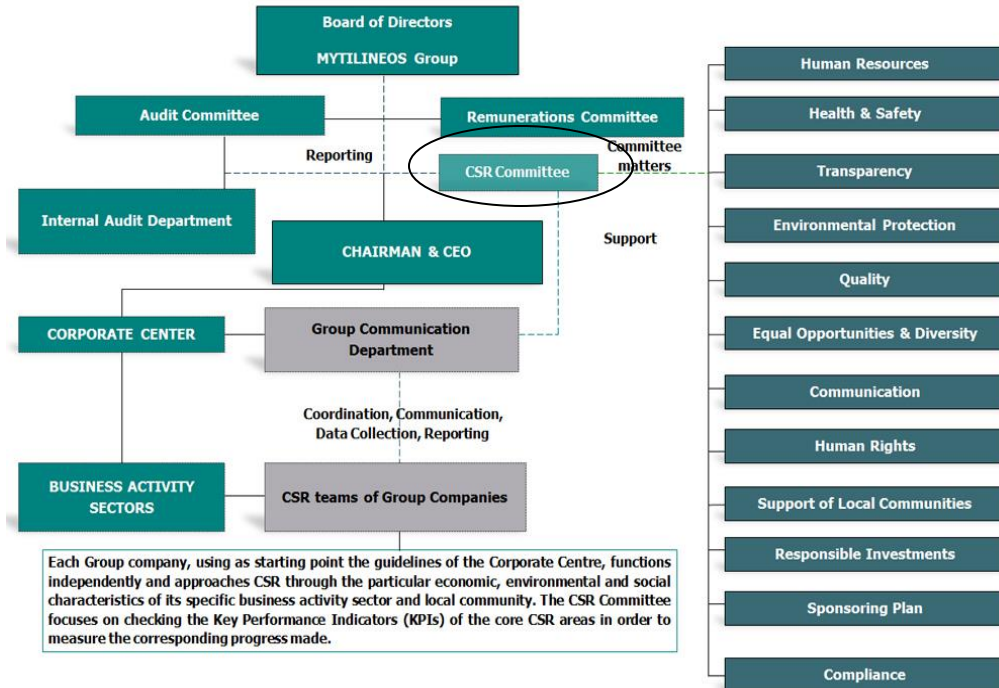 Board of Directors
MYTILINEOS Group
Audit Committee
Remunerations Committee
Reporting
CSR Committee
Committee
matters
Internal Audit Department
Support
CHAIRMAN & CEO
CORPORATE CENTER
Group Communication
Department
Coordination, Communication,
Data Collection, Reporting
BUSINESS ACTIVITY
SECTORS
CSR teams of Group Companies
Each Group company, using as starting point the guidelines of the Corporate Centre, functions
independently and approaches CSR through the particular economic, environmental and social
characteristics of its specific business activity sector and local community. The CSR Committee
focuses on checking the Key Performance Indicators (KPIs) of the core CSR areas in order to
measure the corresponding progress made.
Human Resources
Health & Safety
Transparency
Environmental Protection
Quality
Equal Opportunities & Diversity
Communication
Human Rights
Support of Local Communities
Responsible Investments
Sponsoring Plan
Compliance